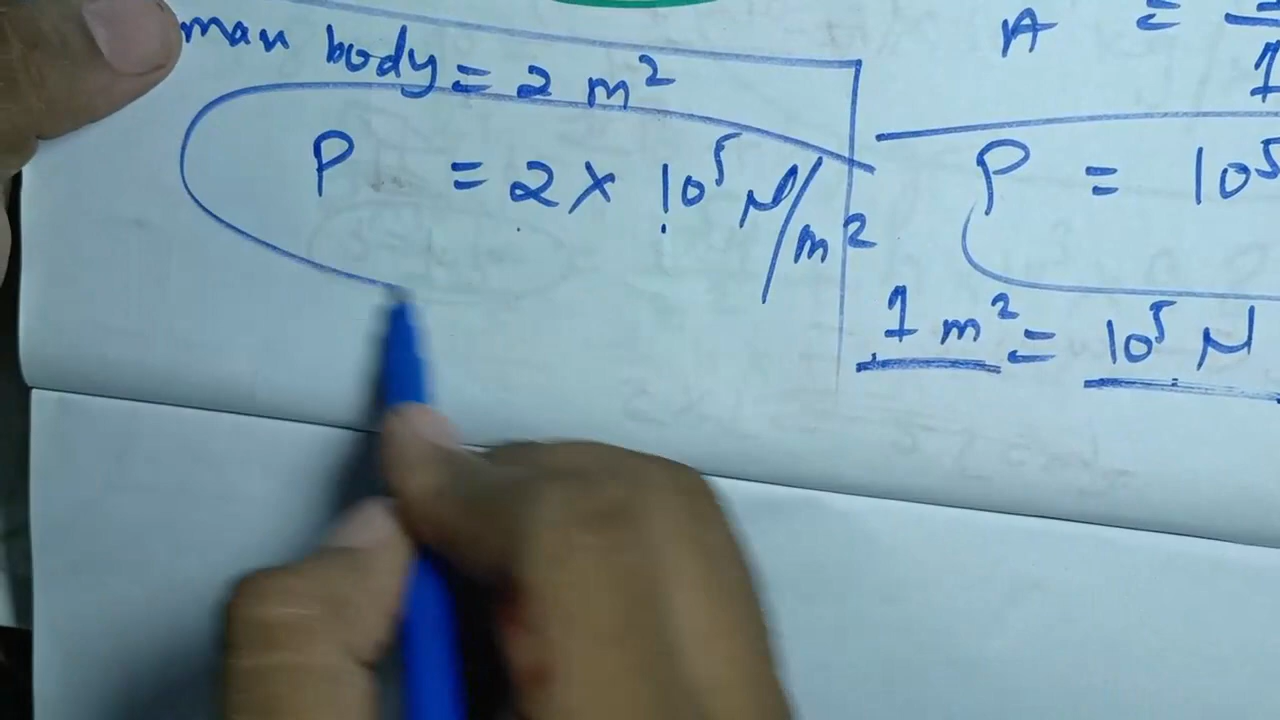 man body = 2 m²
P = 2 × 10⁵ N/m²
A =
P = 10⁵
1 m² = 10⁵ N